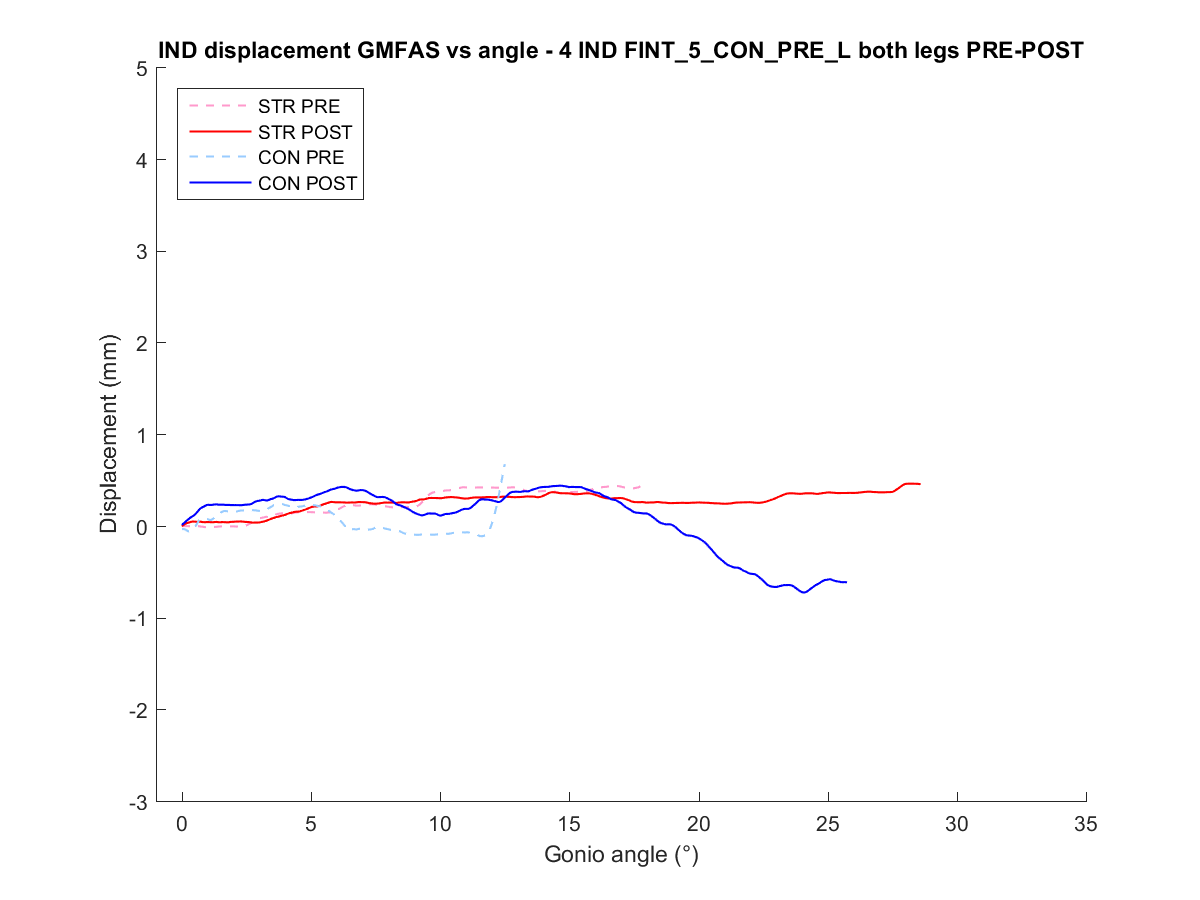 IND displacement GMFAS vs angle - 4 IND FINT_5_CON_PRE_L both legs PRE-POST
5
4
3
2
1
0
-1
-2
-3
Displacement (mm)
STR PRE
STR POST
CON PRE
CON POST
0 5 10 15 20 25 30 35
Gonio angle (°)